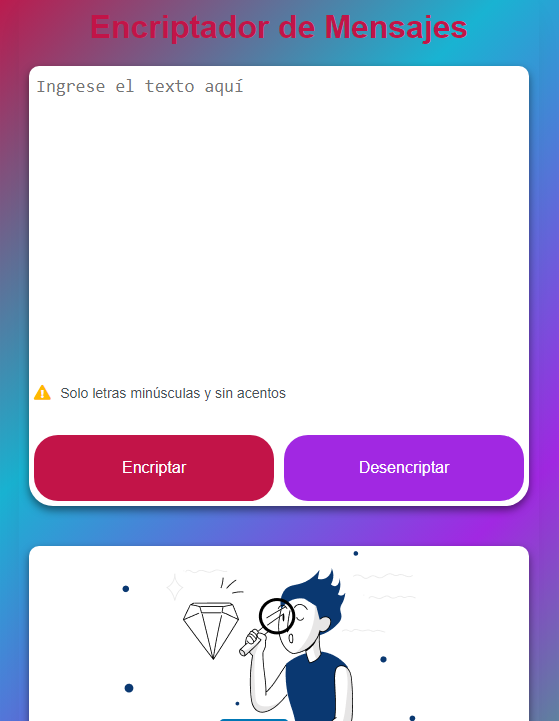 Encriptador de Mensajes
Ingrese el texto aquí
Solo letras minúsculas y sin acentos
Encriptar
Desencriptar